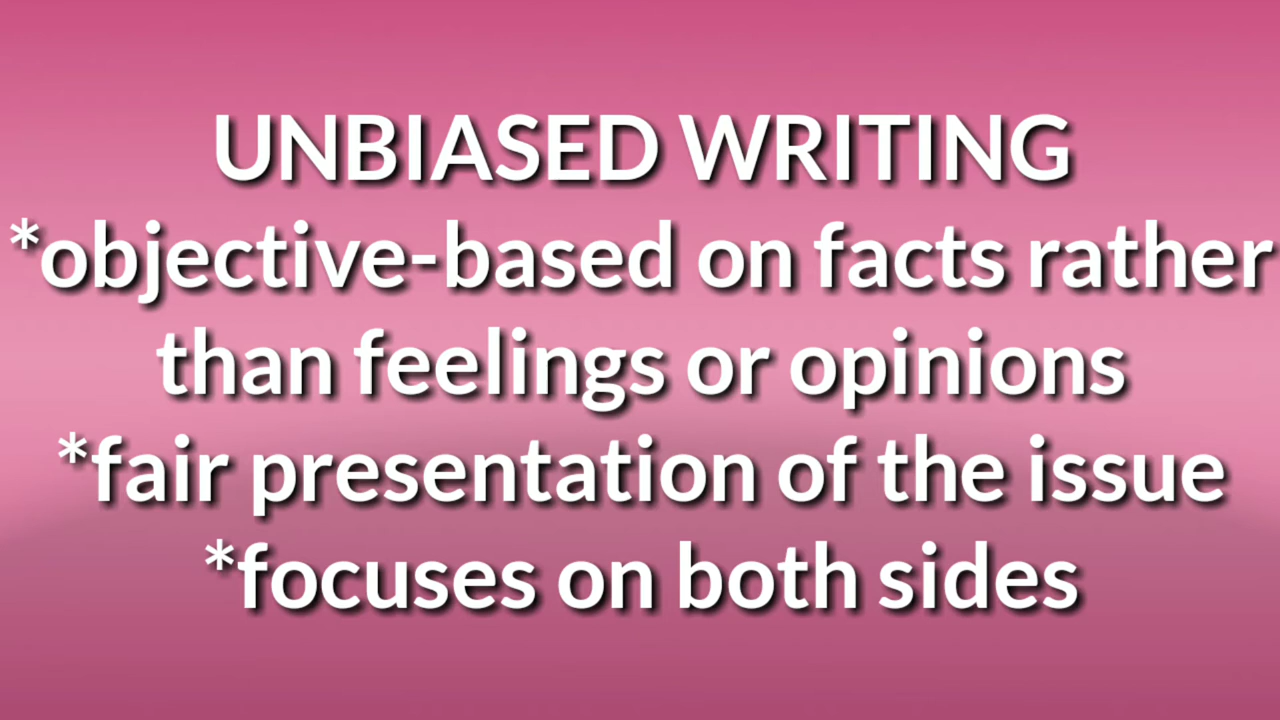 UNBIASED WRITING
*objective-based on facts rather
than feelings or opinions
*fair presentation of the issue
*focuses on both sides